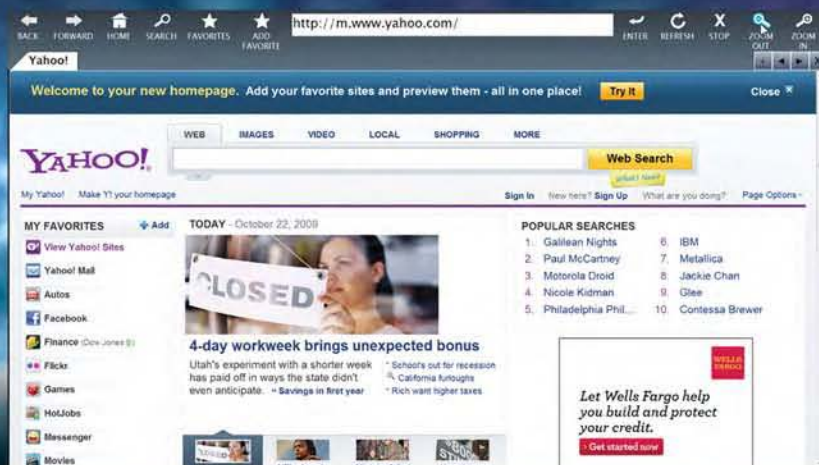 http://m.www.yahoo.com/
BACK FORWARD HOME SEARCH FAVORITES ADD FAVORITE ENTER REFRESH STOP ZOOM OUT ZOOM IN
Yahoo!
Welcome to your new homepage. Add your favorite sites and preview them - all in one place! Try It Close
WEB IMAGES VIDEO LOCAL SHOPPING MORE
YAHOO!
Web Search
My Yahoo! Make Y! your homepage
Sign In New here? Sign Up What are you doing? Page Options
MY FAVORITES Add
View Yahoo! Sites
Yahoo! Mail
Autos
Facebook
Finance (Dow Jones)
Flickr
Games
HotJobs
Messenger
Movies
TODAY - October 22, 2009
CLOSED
4-day workweek brings unexpected bonus
Utah's experiment with a shorter week
has paid off in ways the state didn't
even anticipate. » Savings in first year
School's out for recession
California furloughs
Rich want higher taxes
POPULAR SEARCHES
1. Galilean Nights
2. Paul McCartney
3. Motorola Droid
4. Nicole Kidman
5. Philadelphia Phil...
6. IBM
7. Metallica
8. Jackie Chan
9. Glee
10. Contessa Brewer
WELLS
FARGO
Let Wells Fargo help
you build and protect
your credit.
Get started now